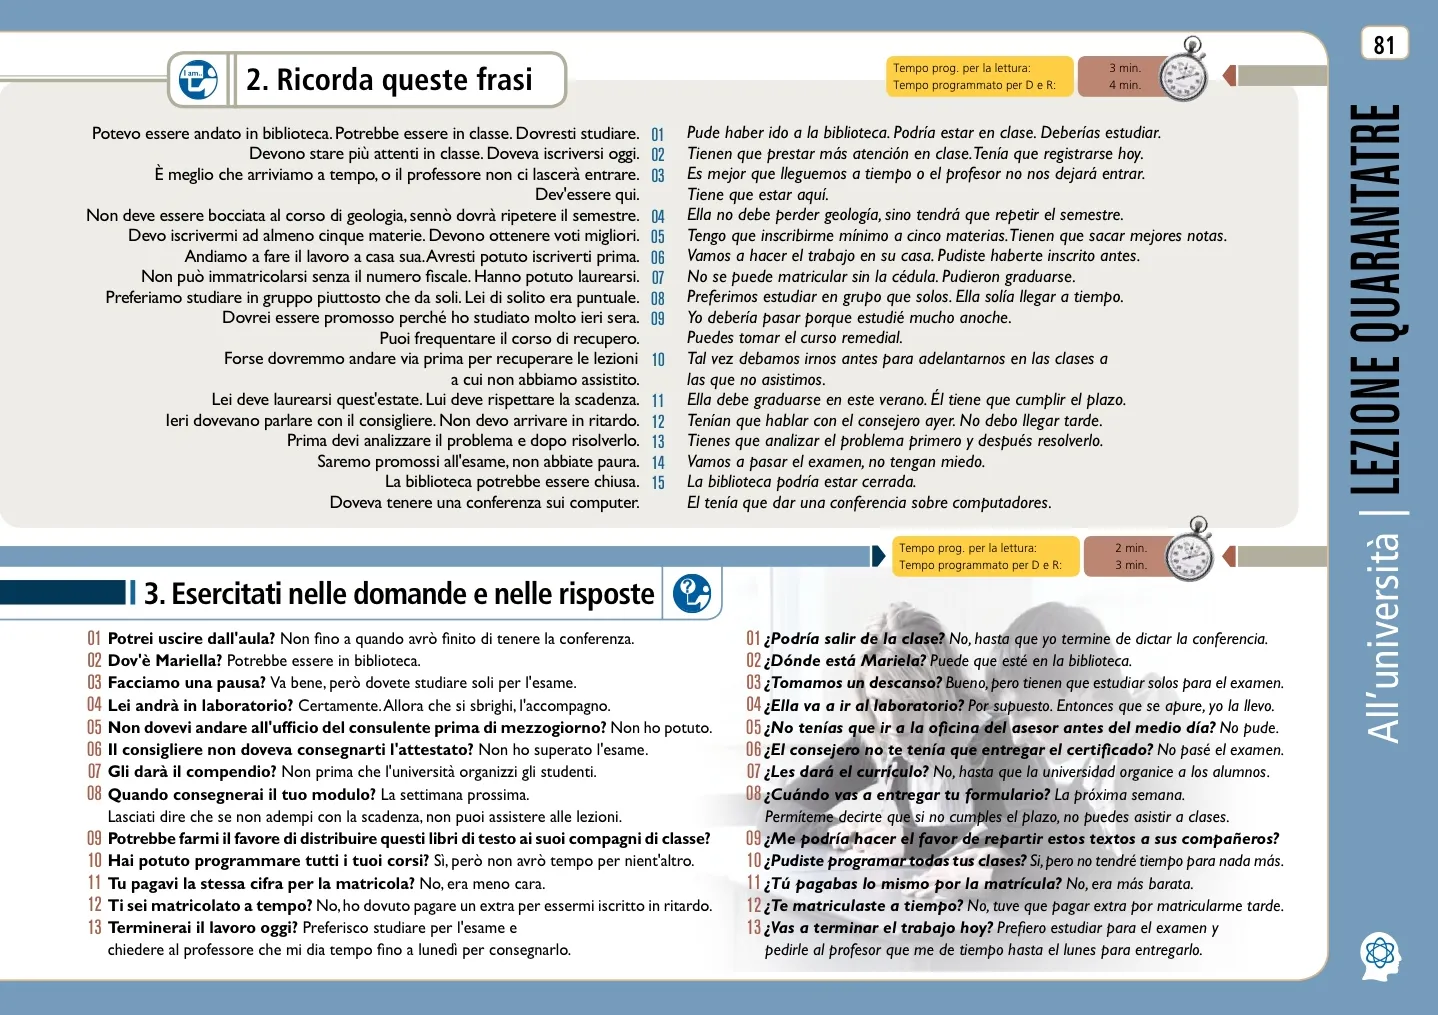 81
I am..
2. Ricorda queste frasi
Tempo prog. per la lettura: 3 min.
Tempo programmato per D e R: 4 min.
Potevo essere andato in biblioteca. Potrebbe essere in classe. Dovresti studiare. 01 Pude haber ido a la biblioteca. Podría estar en clase. Deberías estudiar.
Devono stare più attenti in classe. Doveva iscriversi oggi. 02 Tienen que prestar más atención en clase. Tenía que registrarse hoy.
È meglio che arriviamo a tempo, o il professore non ci lascerà entrare. 03 Es mejor que lleguemos a tiempo o el profesor no nos dejará entrar.
Dev'essere qui. Tiene que estar aquí.
Non deve essere bocciata al corso di geologia, sennò dovrà ripetere il semestre. 04 Ella no debe perder geología, sino tendrá que repetir el semestre.
Devo iscrivermi ad almeno cinque materie. Devono ottenere voti migliori. 05 Tengo que inscribirme mínimo a cinco materias. Tienen que sacar mejores notas.
Andiamo a fare il lavoro a casa sua. Avresti potuto iscriverti prima. 06 Vamos a hacer el trabajo en su casa. Pudiste haberte inscrito antes.
Non può immatricolarsi senza il numero fiscale. Hanno potuto laurearsi. 07 No se puede matricular sin la cédula. Pudieron graduarse.
Preferiamo studiare in gruppo piuttosto che da soli. Lei di solito era puntuale. 08 Preferimos estudiar en grupo que solos. Ella solía llegar a tiempo.
Dovrei essere promosso perché ho studiato molto ieri sera. 09 Yo debería pasar porque estudié mucho anoche.
Puoi frequentare il corso di recupero. Puedes tomar el curso remedial.
Forse dovremmo andare via prima per recuperare le lezioni 10 Tal vez debamos irnos antes para adelantarnos en las clases a
a cui non abbiamo assistito. las que no asistimos.
Lei deve laurearsi quest'estate. Lui deve rispettare la scadenza. 11 Ella debe graduarse en este verano. Él tiene que cumplir el plazo.
Ieri dovevano parlare con il consigliere. Non devo arrivare in ritardo. 12 Tenían que hablar con el consejero ayer. No debo llegar tarde.
Prima devi analizzare il problema e dopo risolverlo. 13 Tienes que analizar el problema primero y después resolverlo.
Saremo promossi all'esame, non abbiate paura. 14 Vamos a pasar el examen, no tengan miedo.
La biblioteca potrebbe essere chiusa. 15 La biblioteca podría estar cerrada.
Doveva tenere una conferenza sui computer. El tenía que dar una conferencia sobre computadores.
Tempo prog. per la lettura: 2 min.
Tempo programmato per D e R: 3 min.
3. Esercitati nelle domande e nelle risposte
?
01 Potrei uscire dall'aula? Non fino a quando avrò finito di tenere la conferenza.
02 Dov'è Mariella? Potrebbe essere in biblioteca.
03 Facciamo una pausa? Va bene, però dovete studiare soli per l'esame.
04 Lei andrà in laboratorio? Certamente. Allora che si sbrighi, l'accompagno.
05 Non dovevi andare all'ufficio del consulente prima di mezzogiorno? Non ho potuto.
06 Il consigliere non doveva consegnarti l'attestato? Non ho superato l'esame.
07 Gli darà il compendio? Non prima che l'università organizzi gli studenti.
08 Quando consegnerai il tuo modulo? La settimana prossima.
Lasciati dire che se non adempi con la scadenza, non puoi assistere alle lezioni.
09 Potrebbe farmi il favore di distribuire questi libri di testo ai suoi compagni di classe?
10 Hai potuto programmare tutti i tuoi corsi? Sì, però non avrò tempo per nient'altro.
11 Tu pagavi la stessa cifra per la matricola? No, era meno cara.
12 Ti sei matricolato a tempo? No, ho dovuto pagare un extra per essermi iscritto in ritardo.
13 Terminerai il lavoro oggi? Preferisco studiare per l'esame e
chiedere al professore che mi dia tempo fino a lunedì per consegnarlo.
01 ¿Podría salir de la clase? No, hasta que yo termine de dictar la conferencia.
02 ¿Dónde está Mariela? Puede que esté en la biblioteca.
03 ¿Tomamos un descanso? Bueno, pero tienen que estudiar solos para el examen.
04 ¿Ella va a ir al laboratorio? Por supuesto. Entonces que se apure, yo la llevo.
05 ¿No tenías que ir a la oficina del asesor antes del medio día? No pude.
06 ¿El consejero no te tenía que entregar el certificado? No pasé el examen.
07 ¿Les dará el currículo? No, hasta que la universidad organice a los alumnos.
08 ¿Cuándo vas a entregar tu formulario? La próxima semana.
Permíteme decirte que si no cumples el plazo, no puedes asistir a clases.
09 ¿Me podría hacer el favor de repartir estos textos a sus compañeros?
10 ¿Pudiste programar todas tus clases? Si, pero no tendré tiempo para nada más.
11 ¿Tú pagabas lo mismo por la matrícula? No, era más barata.
12 ¿Te matriculaste a tiempo? No, tuve que pagar extra por matricularme tarde.
13 ¿Vas a terminar el trabajo hoy? Prefiero estudiar para el examen y
pedirle al profesor que me de tiempo hasta el lunes para entregarlo.
All'università | LEZIONE QUARANTATRE